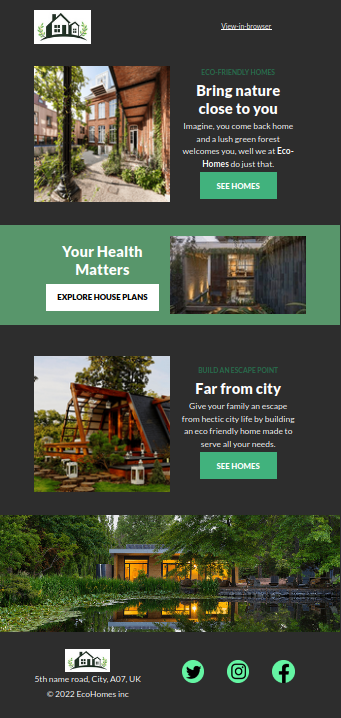 View-in-browser
ECO-FRIENDLY HOMES
Bring nature
close to you
Imagine, you come back home
and a lush green forest
welcomes you, well we at Eco-
Homes do just that.
SEE HOMES
Your Health
Matters
EXPLORE HOUSE PLANS
BUILD AN ESCAPE POINT
Far from city
Give your family an escape
from hectic city life by building
an eco friendly home made to
serve all your needs.
SEE HOMES
5th name road, City, A07, UK
© 2022 EcoHomes inc